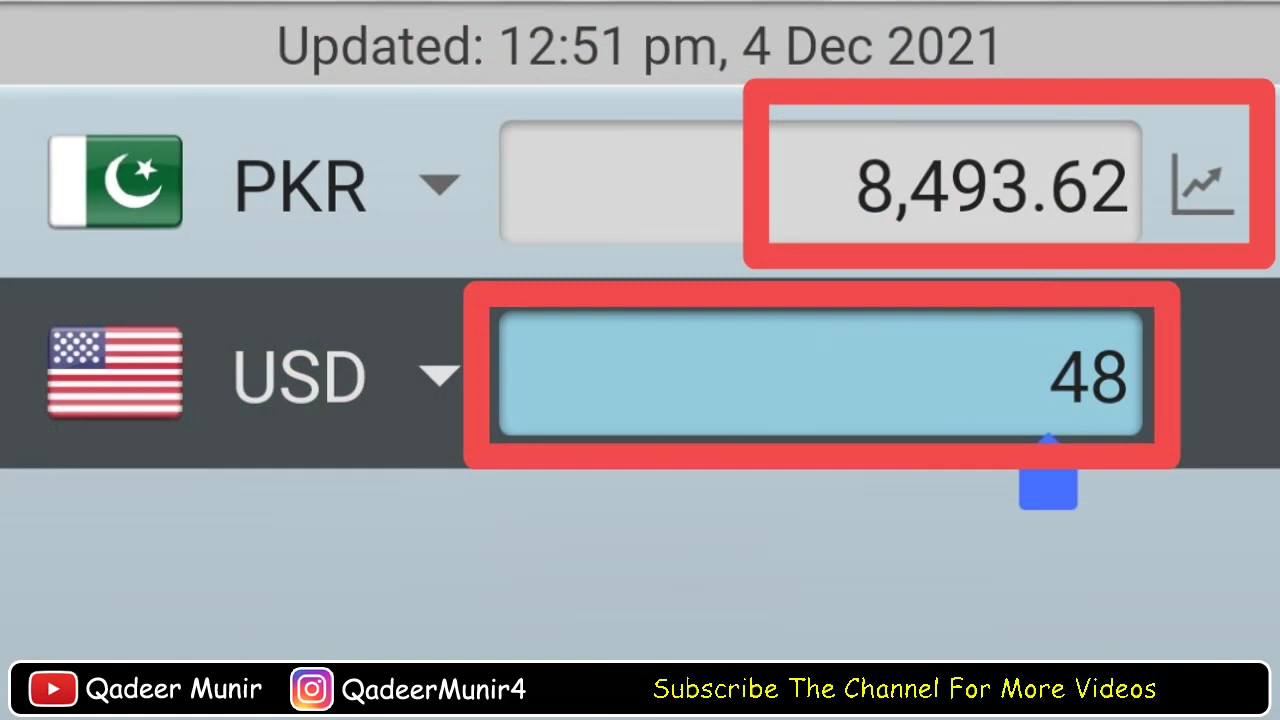 Updated: 12:51 pm, 4 Dec 2021
PKR 8,493.62
USD 48
Qadeer Munir QadeerMunir4 Subscribe The Channel For More Videos